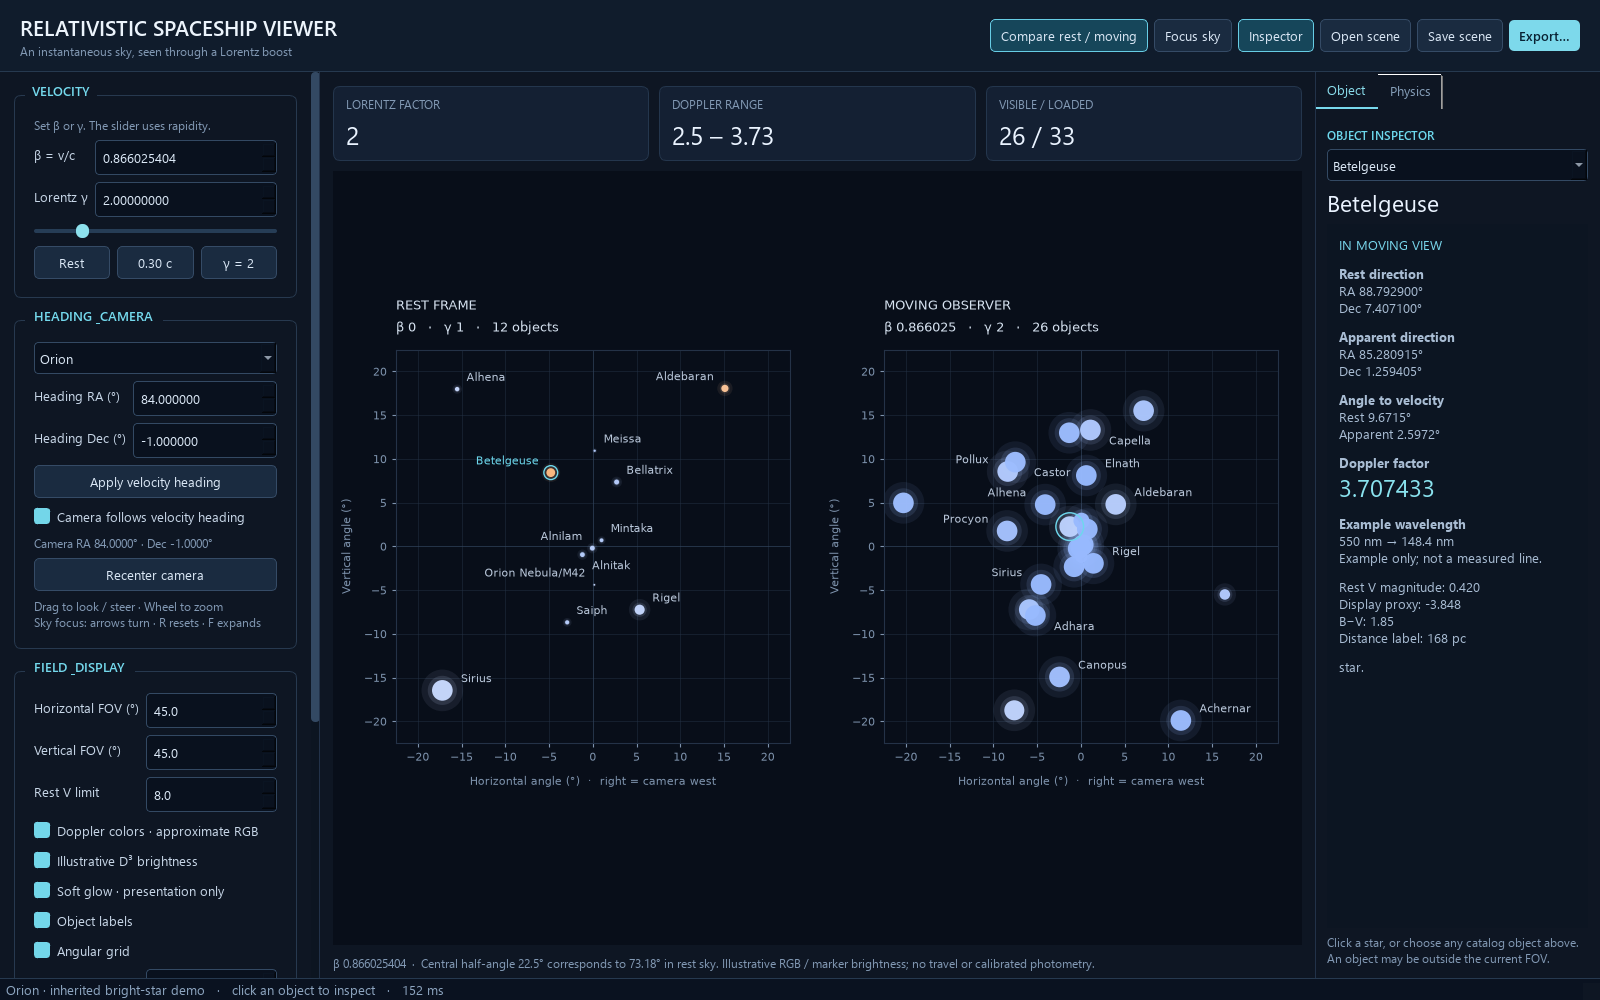 RELATIVISTIC SPACESHIP VIEWER
An instantaneous sky, seen through a Lorentz boost
Compare rest / moving
Focus sky
Inspector
Open scene
Save scene
Export...
VELOCITY
Set β or γ. The slider uses rapidity.
β = v/c
0.866025404
Lorentz γ
2.00000000
Rest
0.30 c
γ = 2
HEADING _CAMERA
Orion
Heading RA (°)
84.000000
Heading Dec (°)
-1.000000
Apply velocity heading
Camera follows velocity heading
Camera RA 84.0000° · Dec -1.0000°
Recenter camera
Drag to look / steer · Wheel to zoom
Sky focus: arrows turn · R resets · F expands
FIELD _DISPLAY
Horizontal FOV (°)
45.0
Vertical FOV (°)
45.0
Rest V limit
8.0
Doppler colors · approximate RGB
Illustrative D³ brightness
Soft glow · presentation only
Object labels
Angular grid
LORENTZ FACTOR
2
DOPPLER RANGE
2.5 – 3.73
VISIBLE / LOADED
26 / 33
REST FRAME
β 0 · γ 1 · 12 objects
20
15
10
5
0
−5
−10
−15
−20
Vertical angle (°)
Alhena
Aldebaran
Meissa
Betelgeuse
Bellatrix
Mintaka
Alnilam
Alnitak
Orion Nebula/M42
Rigel
Saiph
Sirius
−20 −15 −10 −5 0 5 10 15 20
Horizontal angle (°) · right = camera west
MOVING OBSERVER
β 0.866025 · γ 2 · 26 objects
20
15
10
5
0
−5
−10
−15
−20
Vertical angle (°)
Capella
Pollux
Castor
Elnath
Alhena
Aldebaran
Procyon
Rigel
Sirius
Adhara
Canopus
Achernar
−20 −15 −10 −5 0 5 10 15 20
Horizontal angle (°) · right = camera west
β 0.866025404 · Central half-angle 22.5° corresponds to 73.18° in rest sky. Illustrative RGB / marker brightness; no travel or calibrated photometry.
Object
Physics
OBJECT INSPECTOR
Betelgeuse
Betelgeuse
IN MOVING VIEW
Rest direction
RA 88.792900°
Dec 7.407100°
Apparent direction
RA 85.280915°
Dec 1.259405°
Angle to velocity
Rest 9.6715°
Apparent 2.5972°
Doppler factor
3.707433
Example wavelength
550 nm → 148.4 nm
Example only; not a measured line.
Rest V magnitude: 0.420
Display proxy: -3.848
B−V: 1.85
Distance label: 168 pc
star.
Click a star, or choose any catalog object above.
An object may be outside the current FOV.
Orion · inherited bright-star demo · click an object to inspect · 152 ms